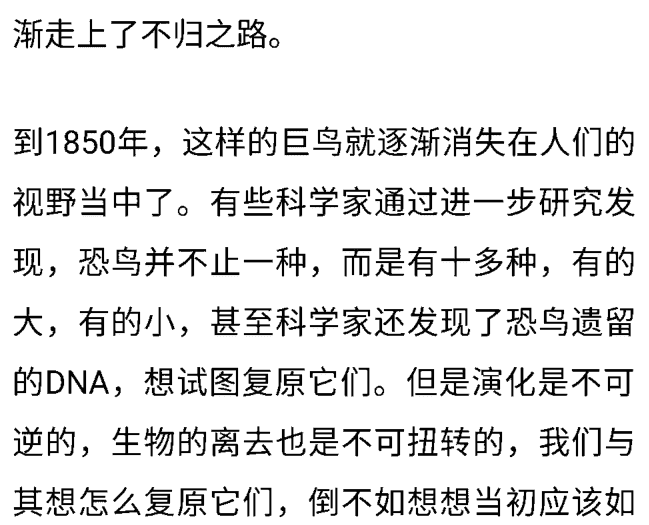 渐走上了不归之路。
到1850年，这样的巨鸟就逐渐消失在人们的
视野当中了。有些科学家通过进一步研究发
现，恐鸟并不止一种，而是有十多种，有的
大，有的小，甚至科学家还发现了恐鸟遗留
的DNA，想试图复原它们。但是演化是不可
逆的，生物的离去也是不可扭转的，我们与
其想怎么复原它们，倒不如想想当初应该如